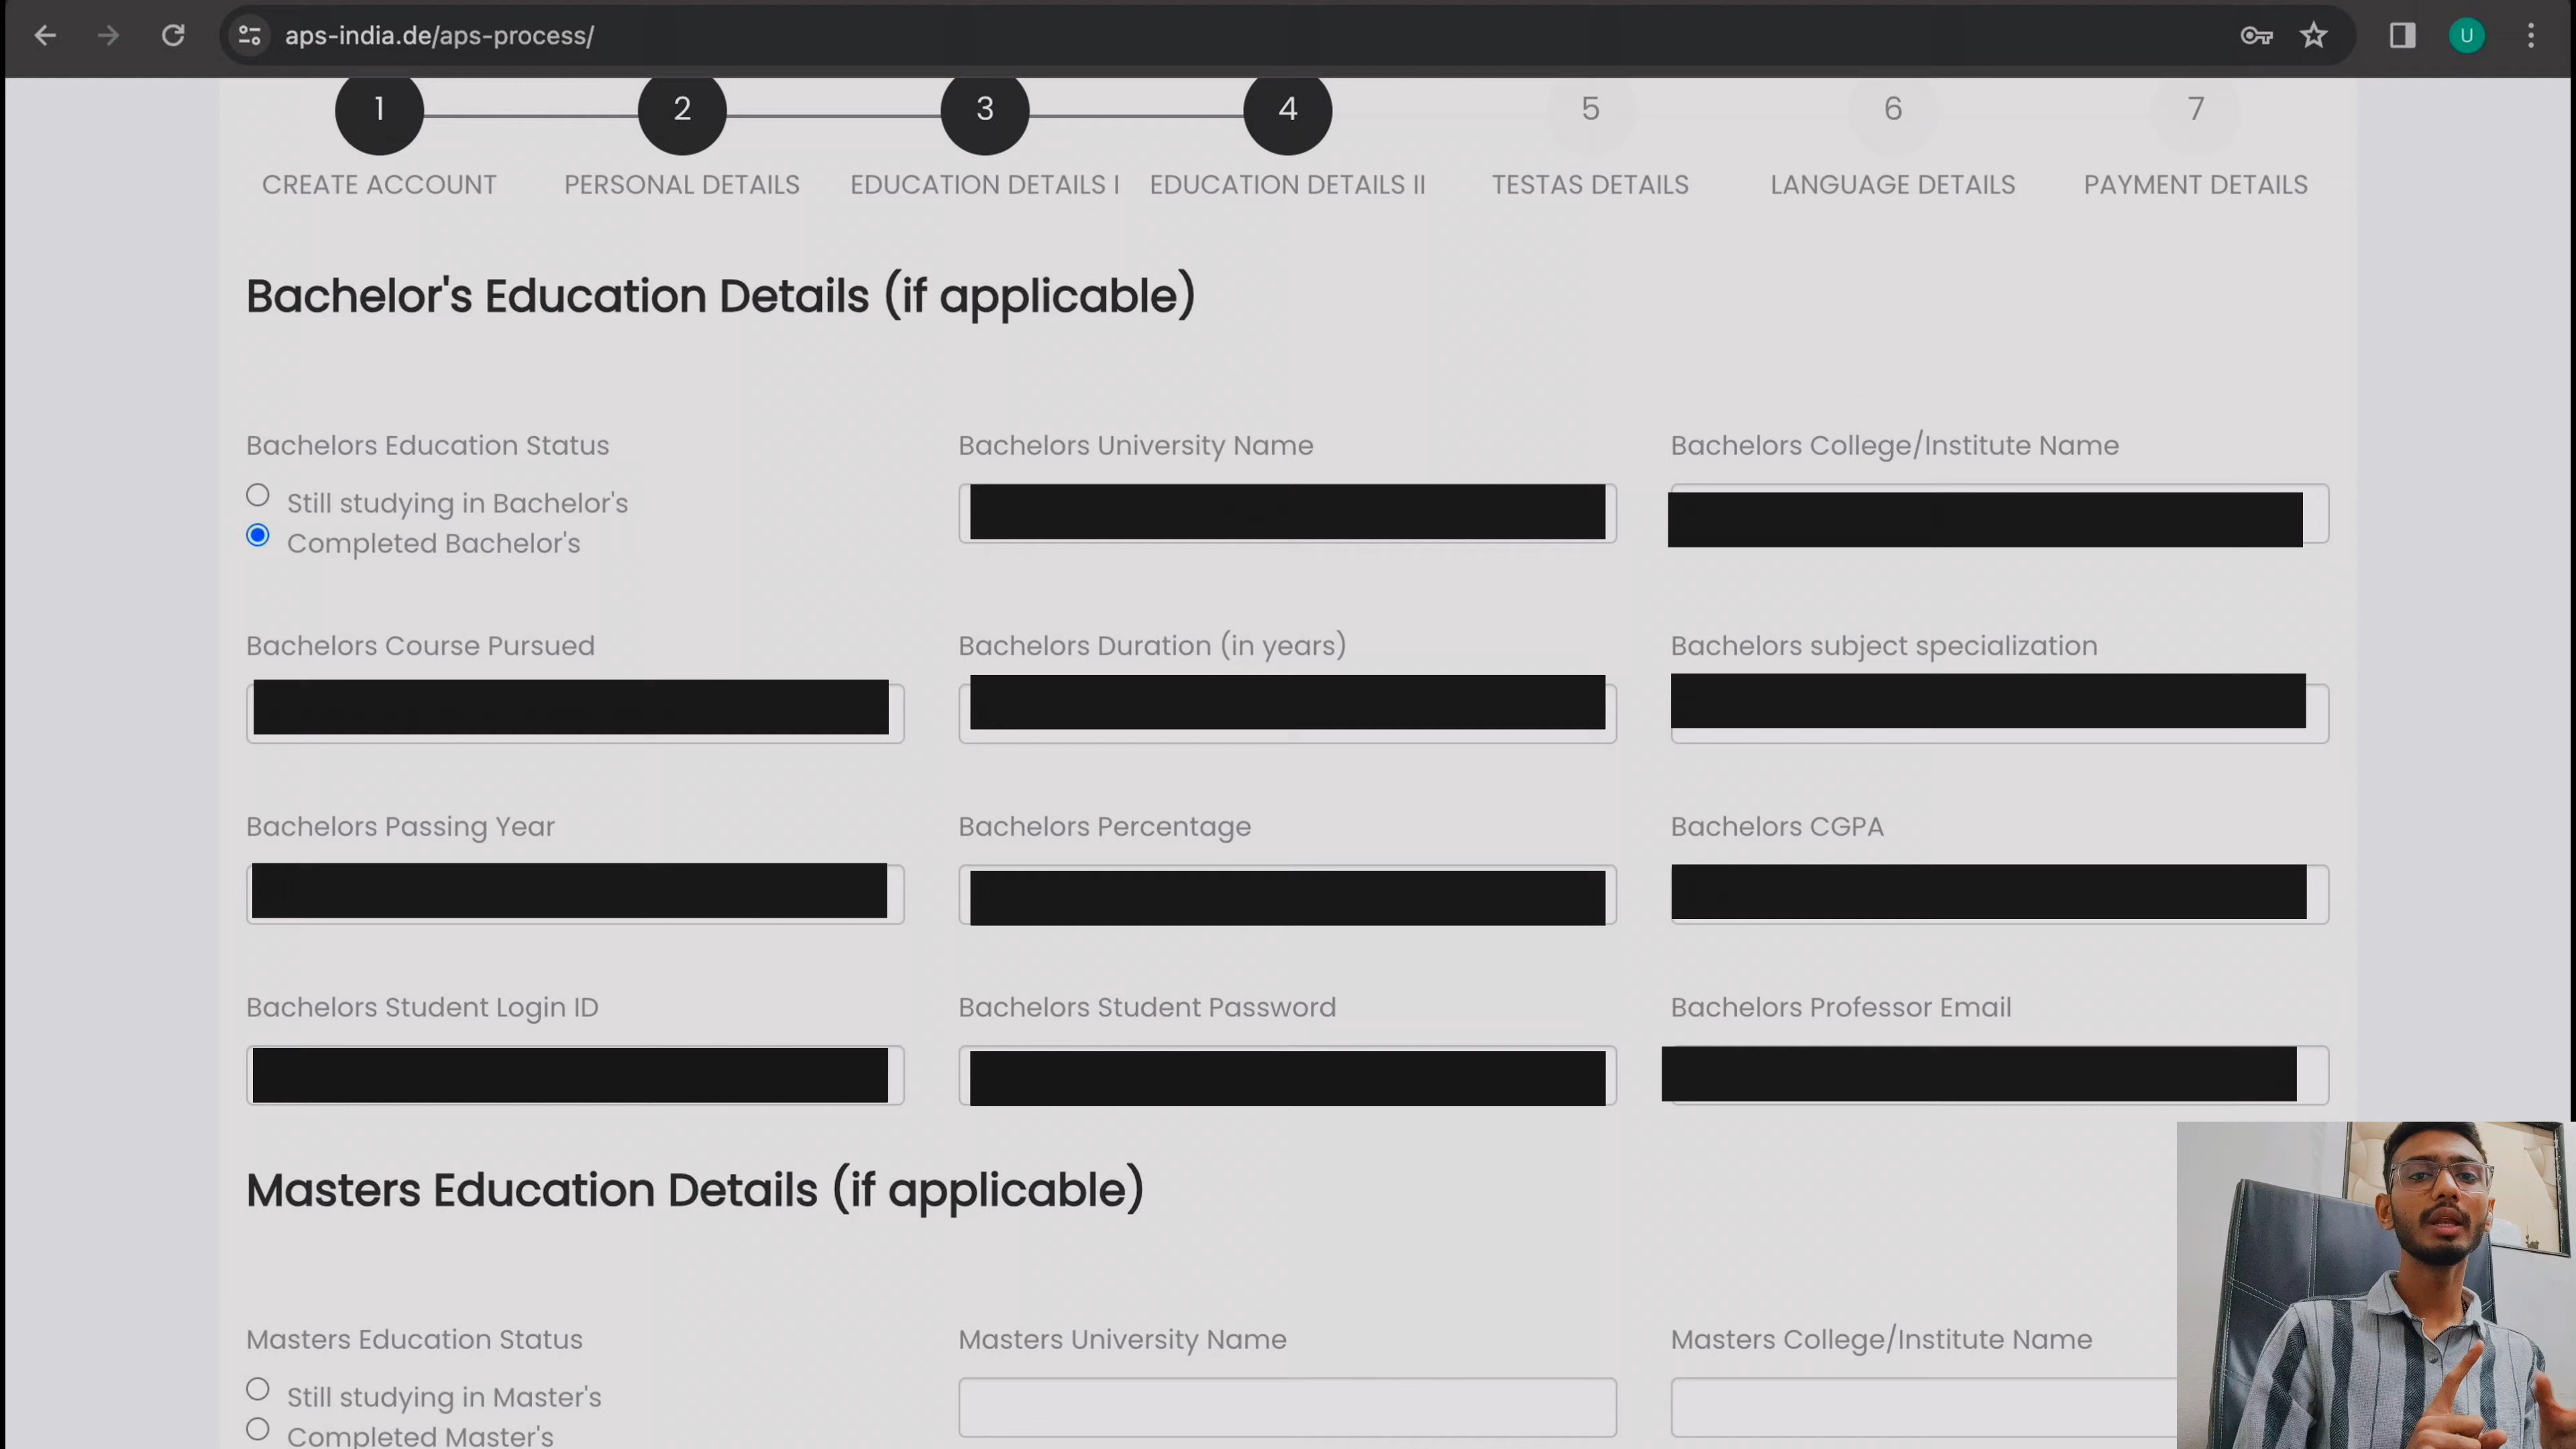 aps-india.de/aps-process/
U
1 2 3 4 5 6 7
CREATE ACCOUNT PERSONAL DETAILS EDUCATION DETAILS I EDUCATION DETAILS II TESTAS DETAILS LANGUAGE DETAILS PAYMENT DETAILS
Bachelor's Education Details (if applicable)
Bachelors Education Status Bachelors University Name Bachelors College/Institute Name
Still studying in Bachelor's
Completed Bachelor's
Bachelors Course Pursued Bachelors Duration (in years) Bachelors subject specialization
Bachelors Passing Year Bachelors Percentage Bachelors CGPA
Bachelors Student Login ID Bachelors Student Password Bachelors Professor Email
Masters Education Details (if applicable)
Masters Education Status Masters University Name Masters College/Institute Name
Still studying in Master's
Completed Master's